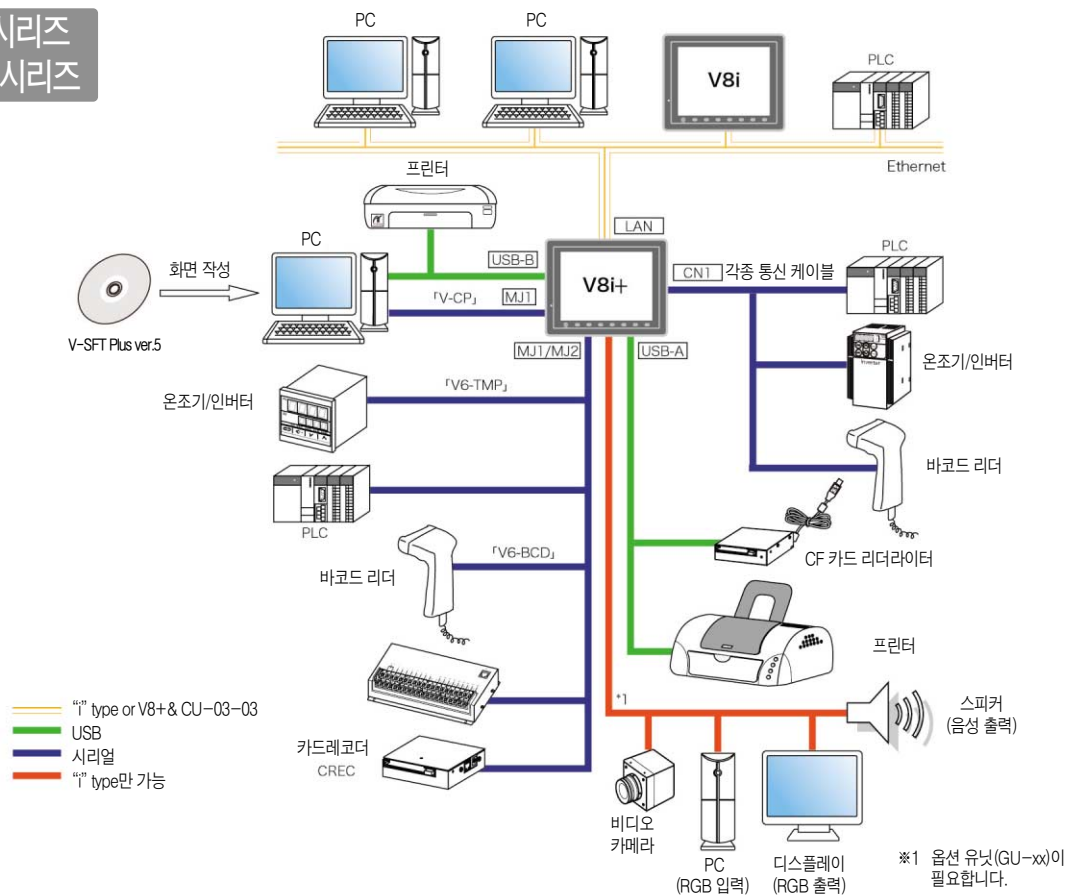 시리즈
시리즈
PC
PC
V8i
PLC
Ethernet
프린터
LAN
PC
USB-B
V8i+
CN1 각종 통신 케이블
PLC
화면 작성
「V-CP」
MJ1
V-SFT Plus ver.5
MJ1/MJ2
USB-A
「V6-TMP」
온조기/인버터
온조기/인버터
바코드 리더
PLC
「V6-BCD」
바코드 리더
CF 카드 리더라이터
프린터
*1
스피커
(음성 출력)
"i" type or V8+& CU-03-03
USB
시리얼
"i" type만 가능
카드레코더
CREC
비디오
카메라
PC
(RGB 입력)
디스플레이
(RGB 출력)
※1 옵션 유닛(GU-xx)이
필요합니다.